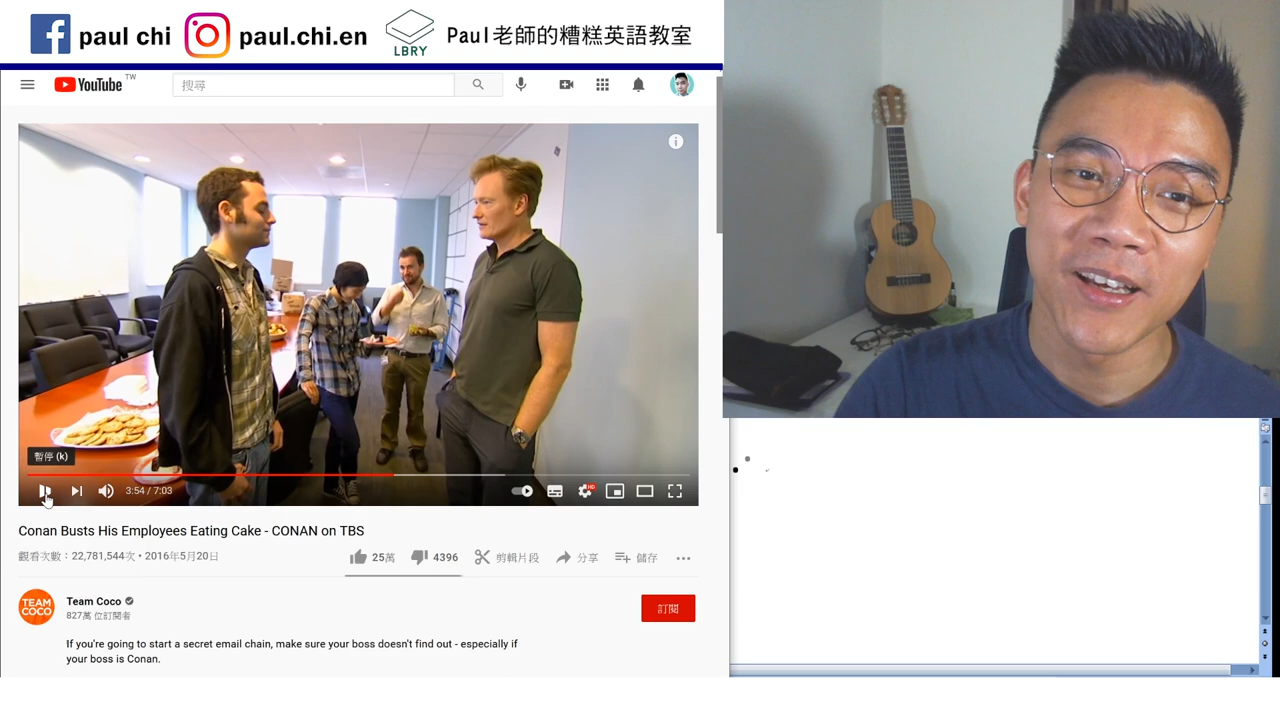 paul chi
paul.chi.en
LBRY
Paul老師的糟糕英語教室
YouTube TW
搜尋
暫停 (k)
3:54 / 7:03
HD
Conan Busts His Employees Eating Cake - CONAN on TBS
觀看次數：22,781,544次 • 2016年5月20日
25萬
4396
剪輯片段
分享
儲存
TEAM COCO
Team Coco
827萬 位訂閱者
訂閱
If you're going to start a secret email chain, make sure your boss doesn't find out - especially if
your boss is Conan.